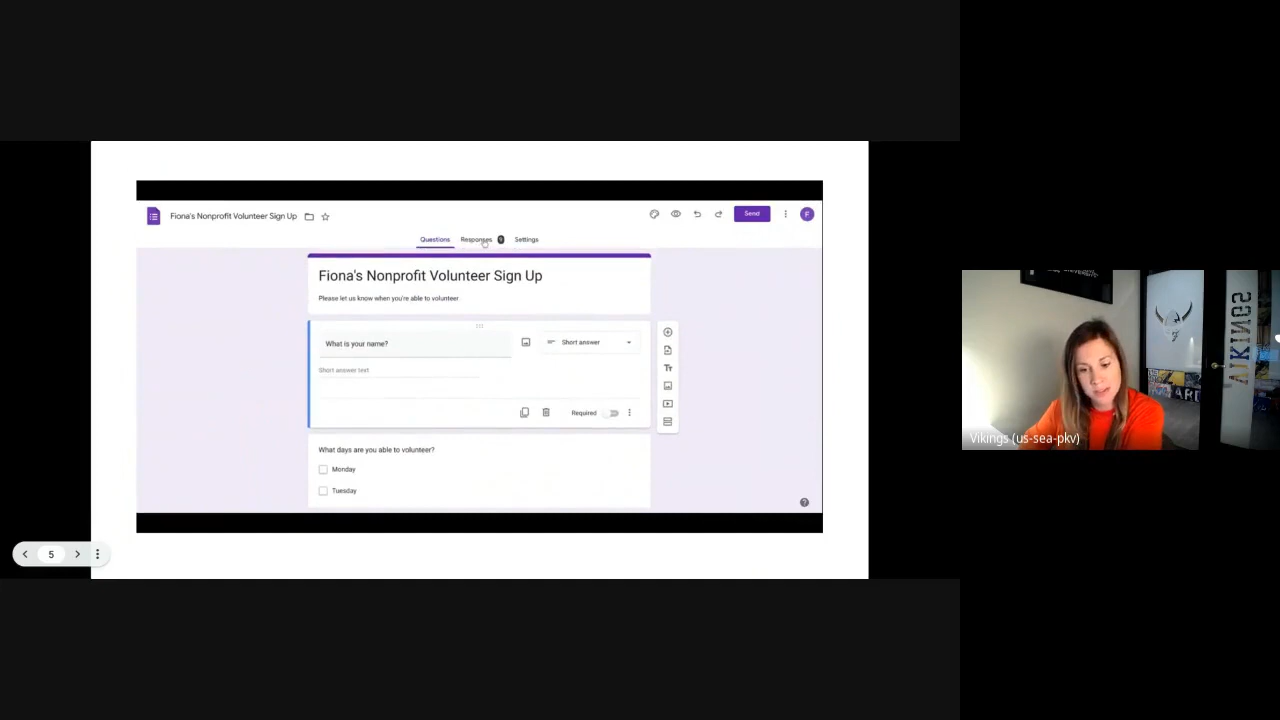 Fiona's Nonprofit Volunteer Sign Up
Send
F
Questions Responses Settings
Fiona's Nonprofit Volunteer Sign Up
Please let us know when you're able to volunteer
What is your name?
Short answer
Short answer text
Tr
Required
What days are you able to volunteer?
Monday
Tuesday
5
VIKINGS
Vikings (us-sea-pkv)